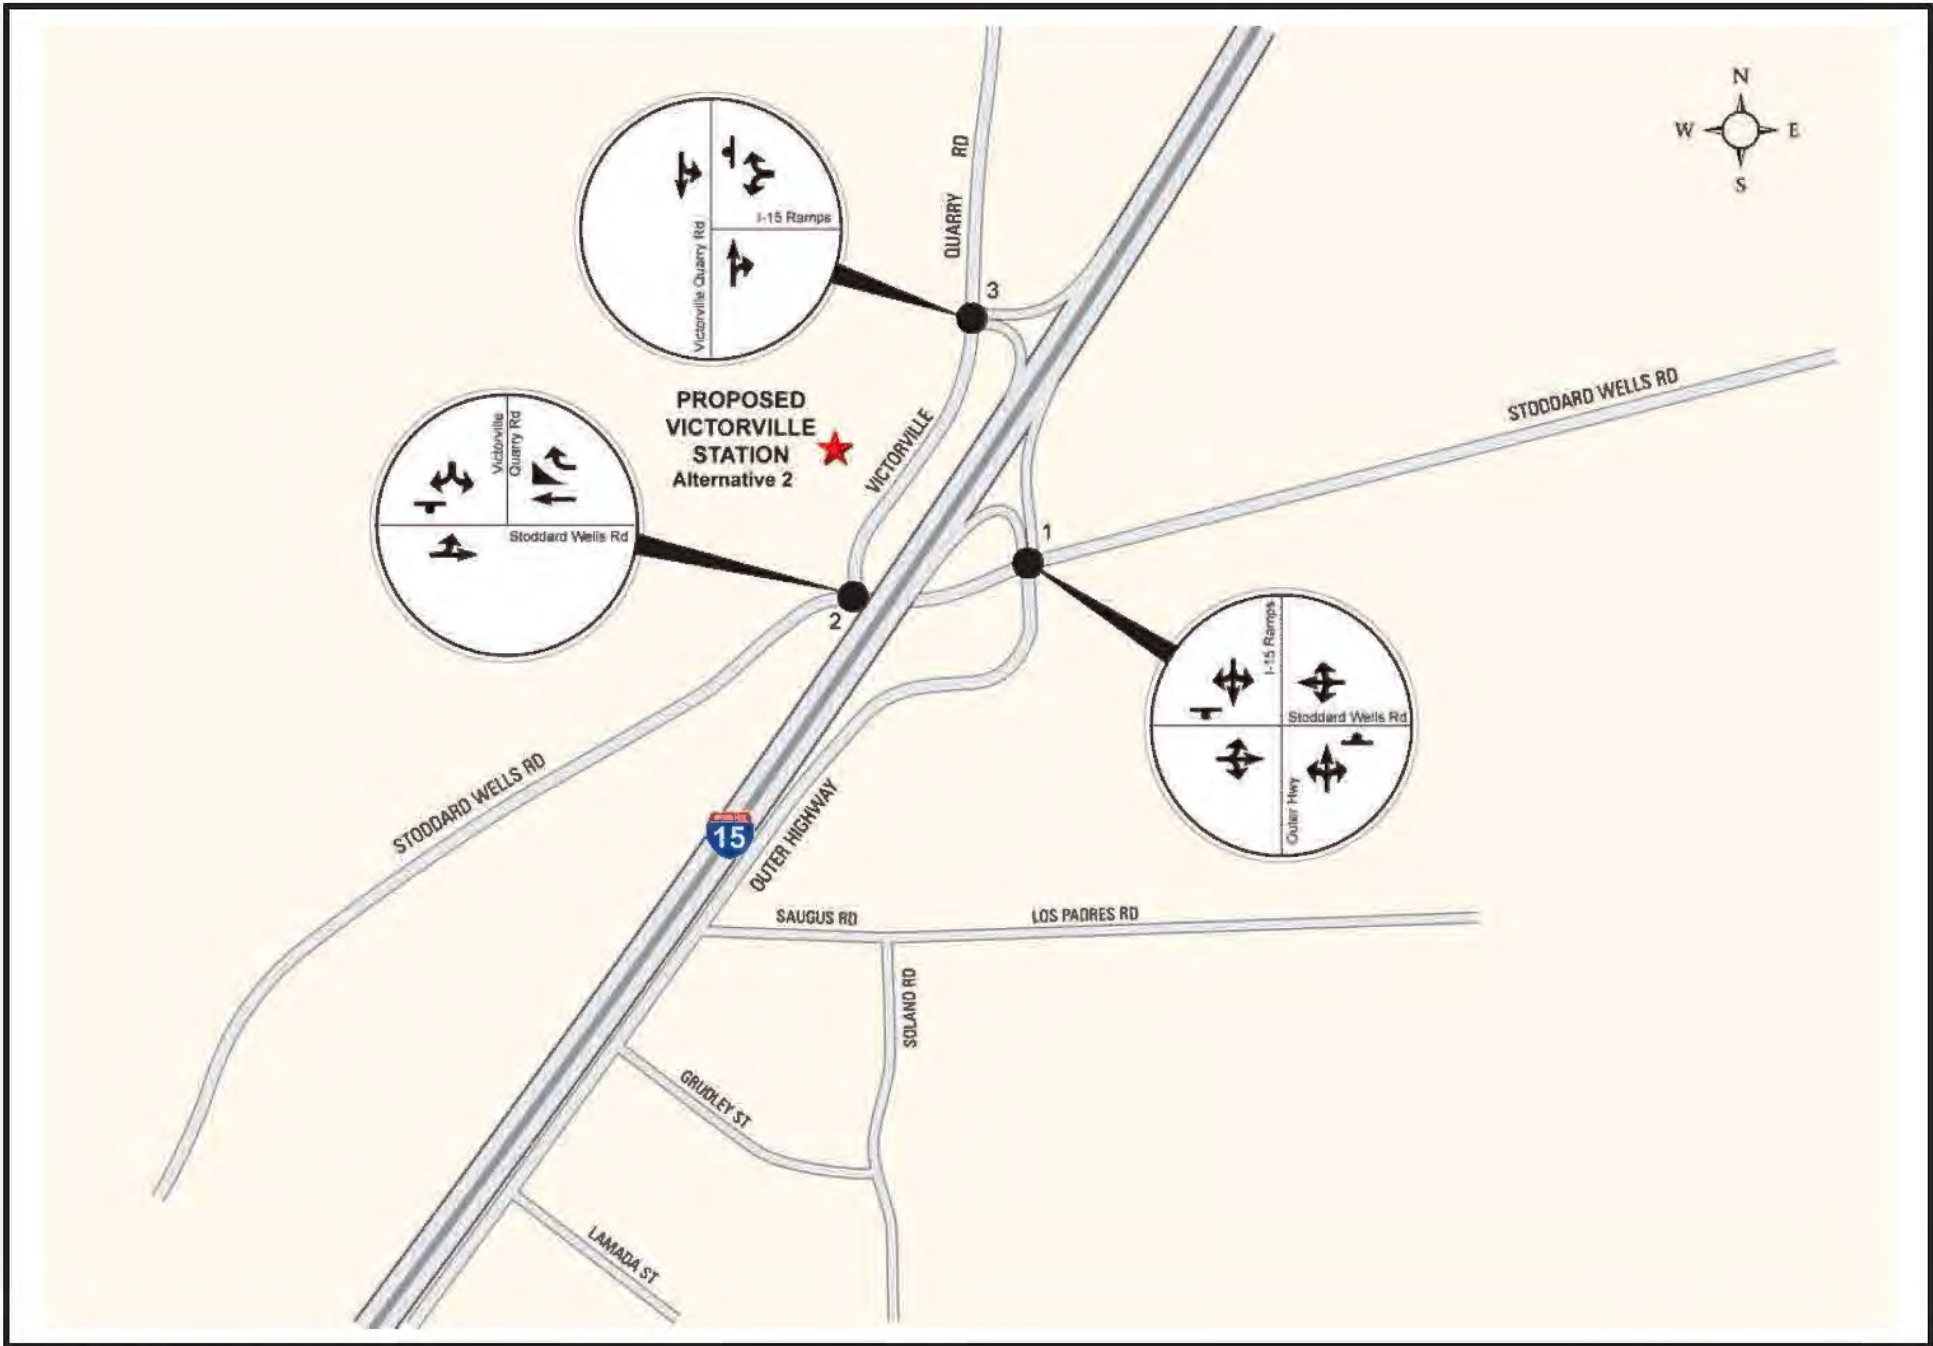 N
W E
S
QUARRY RD
I-15 Ramps
Victorville Quarry Rd
3
PROPOSED
VICTORVILLE
STATION
Alternative 2
VICTORVILLE
STODDARD WELLS RD
Victorville
Quarry Rd
Stoddard Wells Rd
1
2
I-15 Ramps
Stoddard Wells Rd
Outer Hwy
STODDARD WELLS RD
15
OUTER HIGHWAY
SAUGUS RD
LOS PADRES RD
SOLANO RD
GRUDLEY ST
LAMADA ST